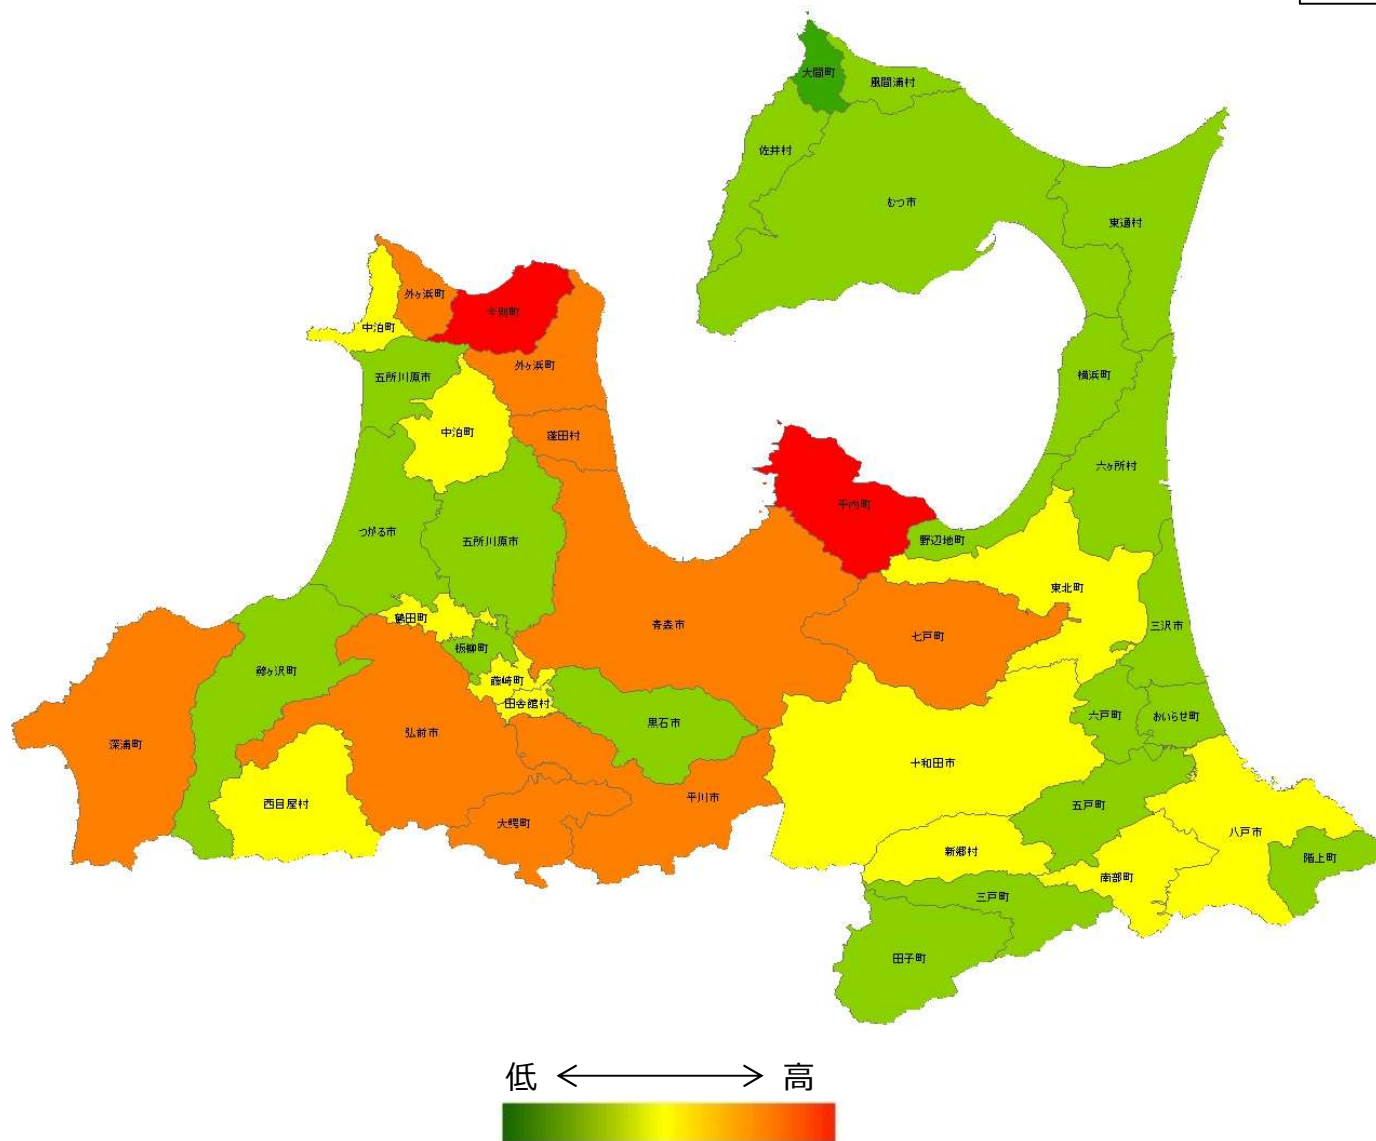 大間町
風間浦村
佐井村
むつ市
東通村
外ヶ浜町
今別町
中泊町
外ヶ浜町
五所川原市
横浜町
中泊町
蓬田村
六ヶ所村
平内町
つがる市
五所川原市
野辺地町
東北町
鶴田町
青森市
七戸町
三沢市
板柳町
鰺ヶ沢町
藤崎町
田舎館村
黒石市
六戸町
おいらせ町
弘前市
深浦町
十和田市
平川市
西目屋村
五戸町
大鰐町
八戸市
新郷村
階上町
南部町
三戸町
田子町
低 高